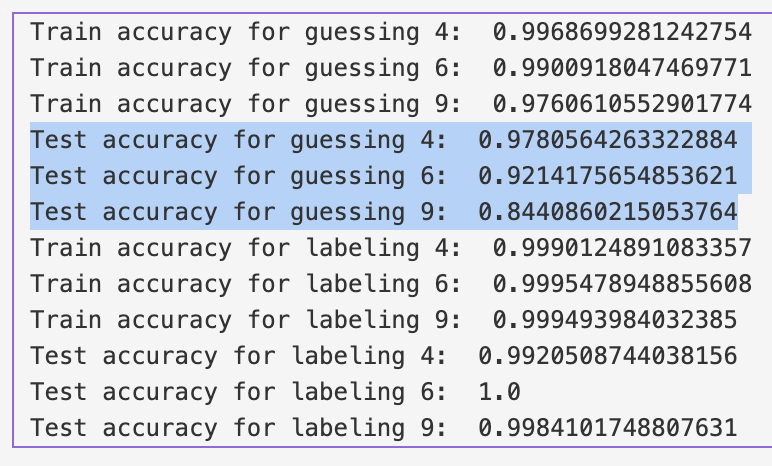 Train accuracy for guessing 4:  0.9968699281242754
Train accuracy for guessing 6:  0.9900918047469771
Train accuracy for guessing 9:  0.9760610552901774
Test accuracy for guessing 4:  0.9780564263322884
Test accuracy for guessing 6:  0.9214175654853621
Test accuracy for guessing 9:  0.8440860215053764
Train accuracy for labeling 4:  0.9990124891083357
Train accuracy for labeling 6:  0.9995478948855608
Train accuracy for labeling 9:  0.999493984032385
Test accuracy for labeling 4:  0.9920508744038156
Test accuracy for labeling 6:  1.0
Test accuracy for labeling 9:  0.9984101748807631